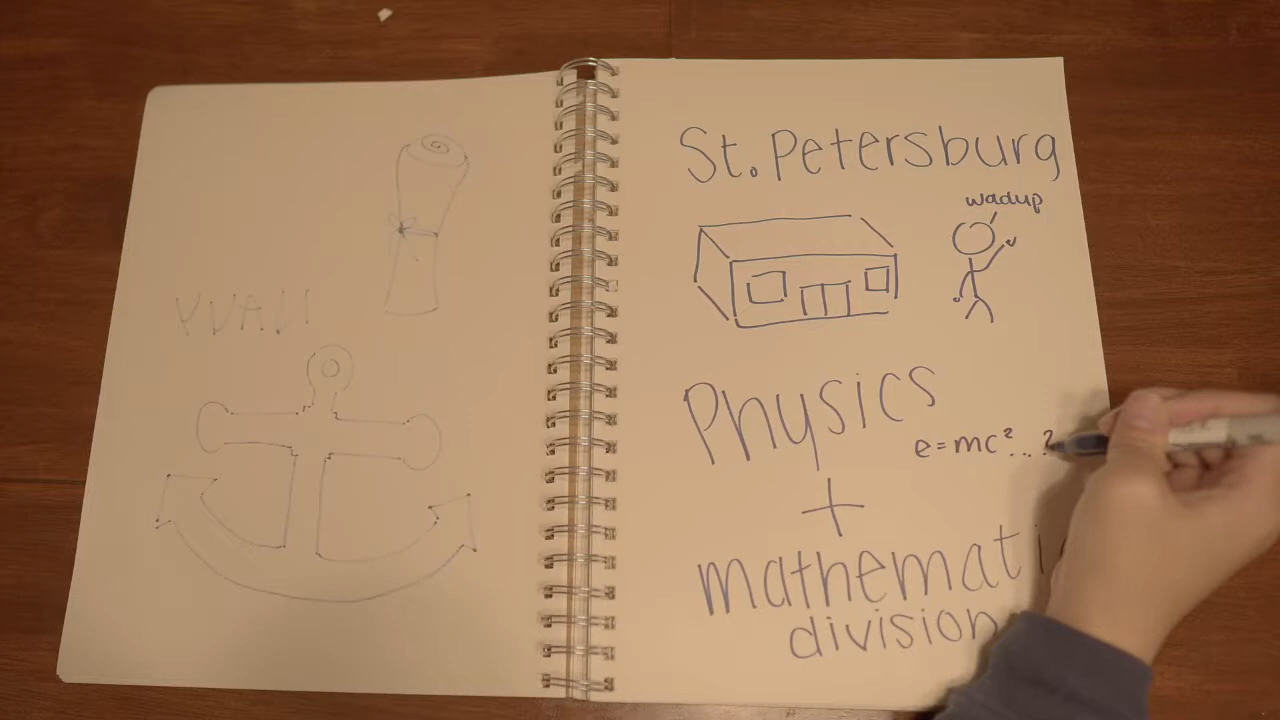 St. Petersburg
wadup
Physics
e=mc²...?
+
mathemati
division